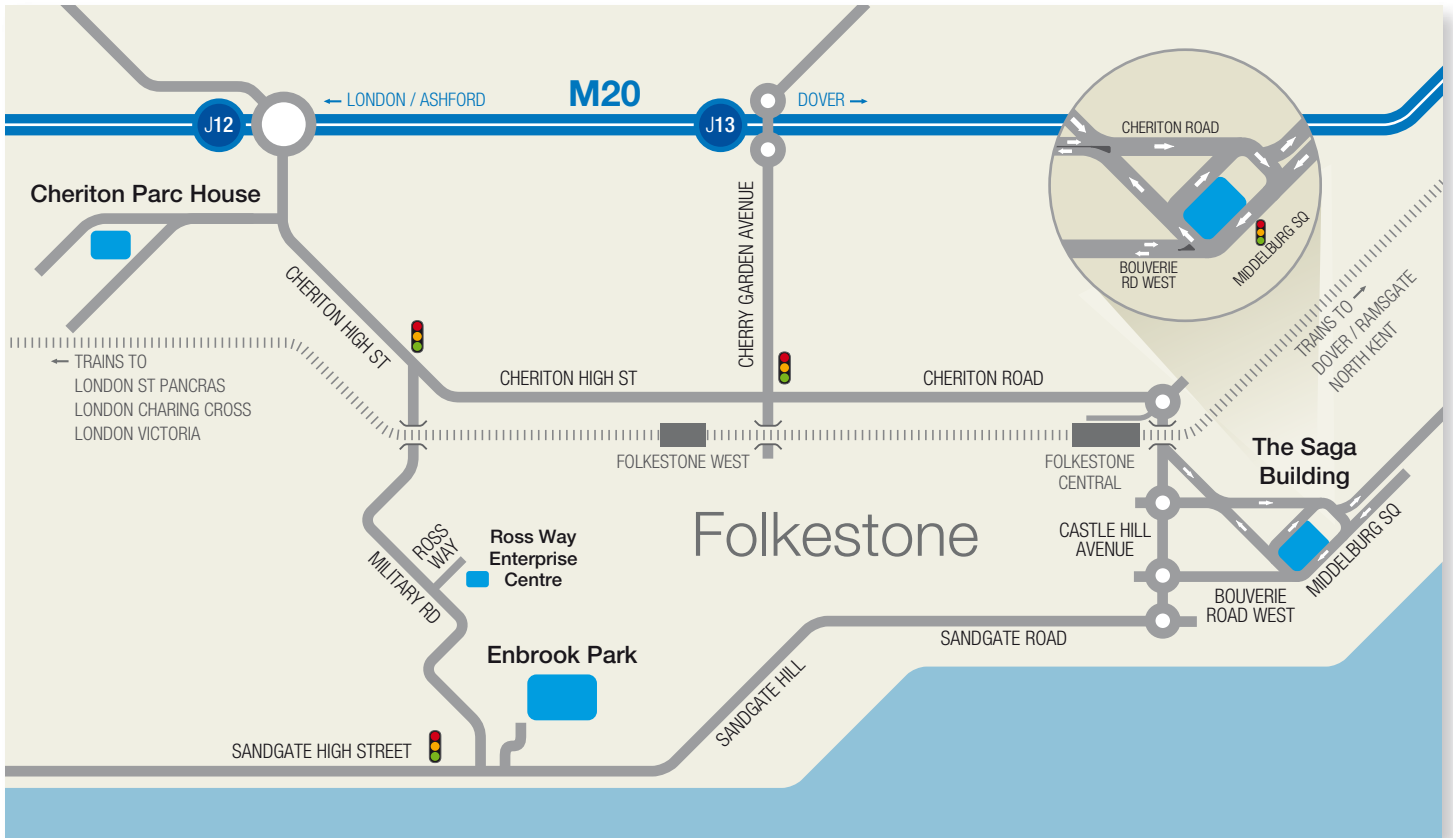 ← LONDON / ASHFORD
M20
DOVER →
J12
J13
CHERITON ROAD
BOUVERIE
RD WEST
MIDDELBURG SQ
Cheriton Parc House
CHERITON HIGH ST
CHERRY GARDEN AVENUE
TRAINS TO →
DOVER / RAMSGATE
NORTH KENT
← TRAINS TO
LONDON ST PANCRAS
LONDON CHARING CROSS
LONDON VICTORIA
CHERITON HIGH ST
CHERITON ROAD
FOLKESTONE WEST
FOLKESTONE
CENTRAL
The Saga
Building
Folkestone
CASTLE HILL
AVENUE
MIDDELBURG SQ
BOUVERIE
ROAD WEST
ROSS
WAY
Ross Way
Enterprise
Centre
MILITARY RD
Enbrook Park
SANDGATE ROAD
SANDGATE HILL
SANDGATE HIGH STREET